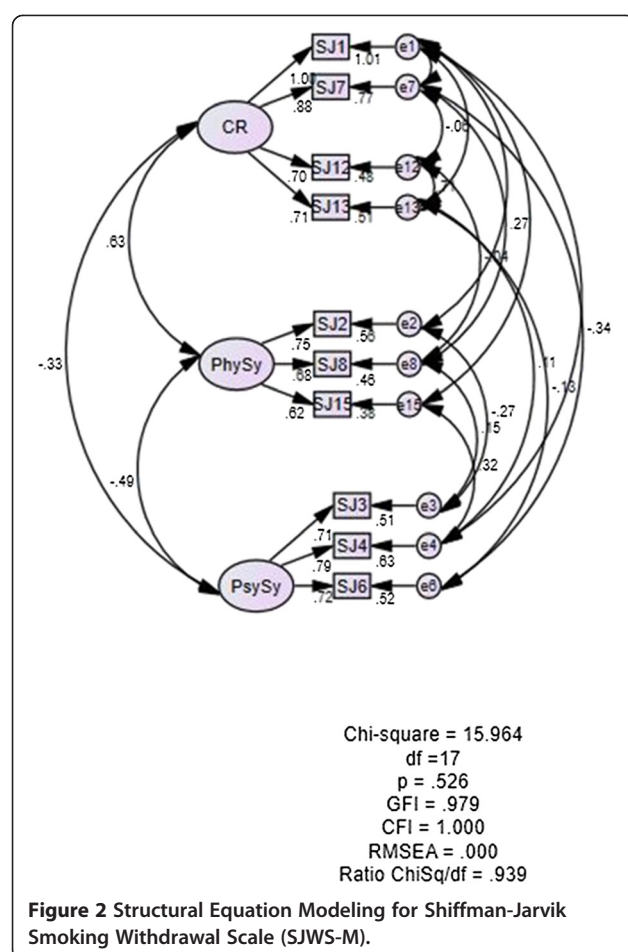 SJ1 e1
1.01
1.00
SJ7 e7
.88 .77
CR
-.06
SJ12 e12
.70 .48
SJ13 e13
.71 .51
.27
.63
-.04
SJ2 e2
.75 .56
-.34
-.33
PhySy
SJ8 e8
.68 .46
.11
-.13
SJ15 e15
.62 .38
-.27
.15
.32
-.49
SJ3 e3
.71 .51
SJ4 e4
.79 .63
PsySy
SJ6 e6
.72 .52
Chi-square = 15.964
df =17
p = .526
GFI = .979
CFI = 1.000
RMSEA = .000
Ratio ChiSq/df = .939
Figure 2 Structural Equation Modeling for Shiffman-Jarvik
Smoking Withdrawal Scale (SJWS-M).